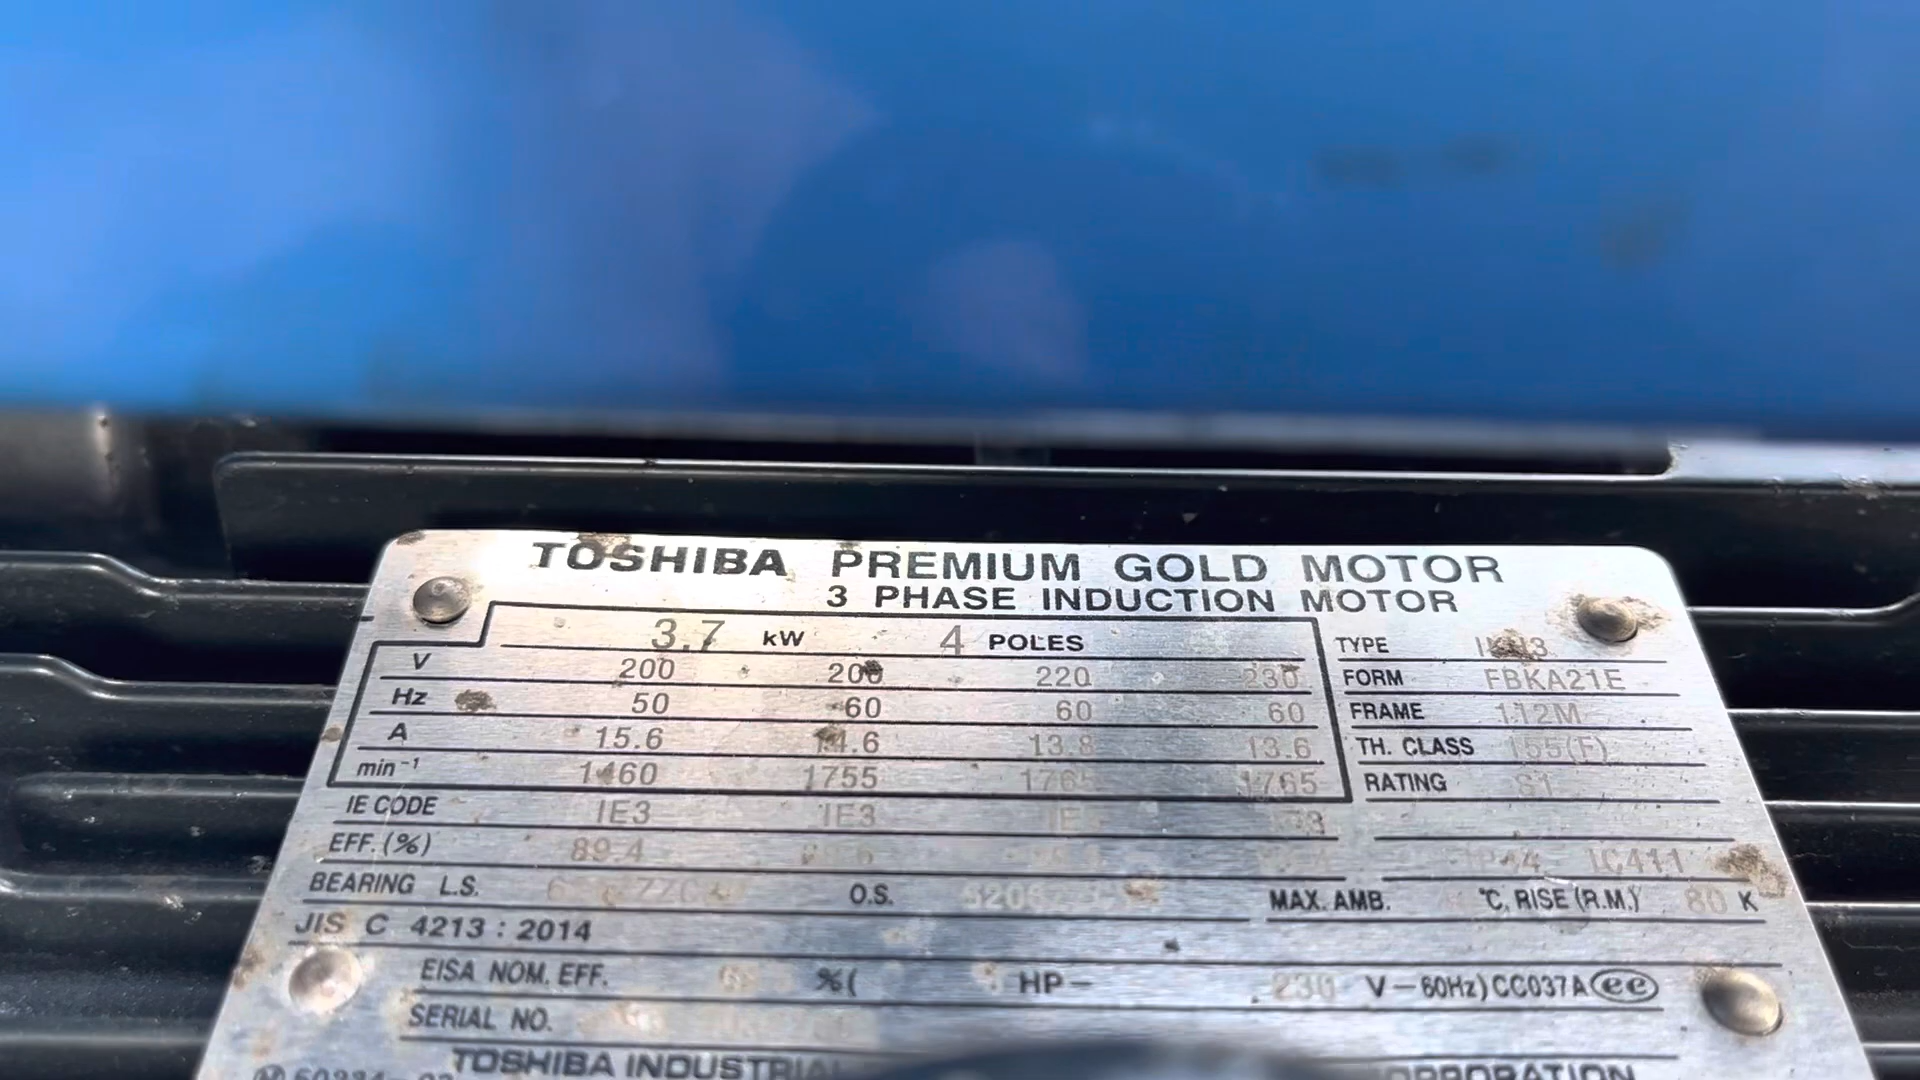 TOSHIBA PREMIUM GOLD MOTOR
3 PHASE INDUCTION MOTOR
3.7 kW 4 POLES
V 200 200 220 230
Hz 50 60 60 60
A 15.6 14.6 13.8 13.6
min⁻¹ 1460 1755 1765 1765
IE CODE IE3 IE3
EFF. (%) 89.4
BEARING L.S. O.S.
JIS C 4213 : 2014
EISA NOM. EFF. %( HP- 230 V-60Hz) CC037A ee
SERIAL NO.
TOSHIBA INDUSTRIAL
TYPE
FORM FBKA21E
FRAME 112M
TH. CLASS 155(F)
RATING S1
IP44 IC411
MAX. AMB. °C. RISE (R.M.) 80 K